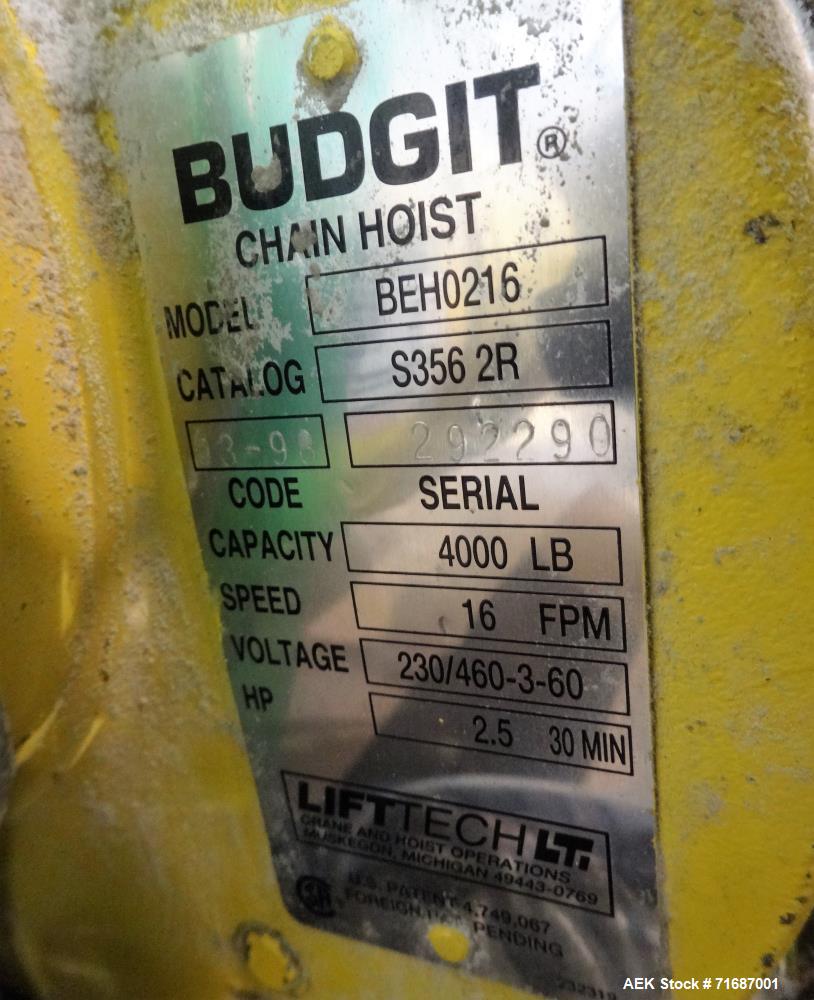 BUDGIT®
CHAIN HOIST
MODEL BEH0216
CATALOG S356 2R
292290
CODE SERIAL
CAPACITY 4000 LB
SPEED 16 FPM
VOLTAGE 230/460-3-60
HP 2.5 30 MIN
LIFTTECH LTI
CRANE AND HOIST OPERATIONS
MUSKEGON, MICHIGAN 49443-0769
U.S. PATENT 4,749,067
FOREIGN PAT. PENDING
AEK Stock # 71687001